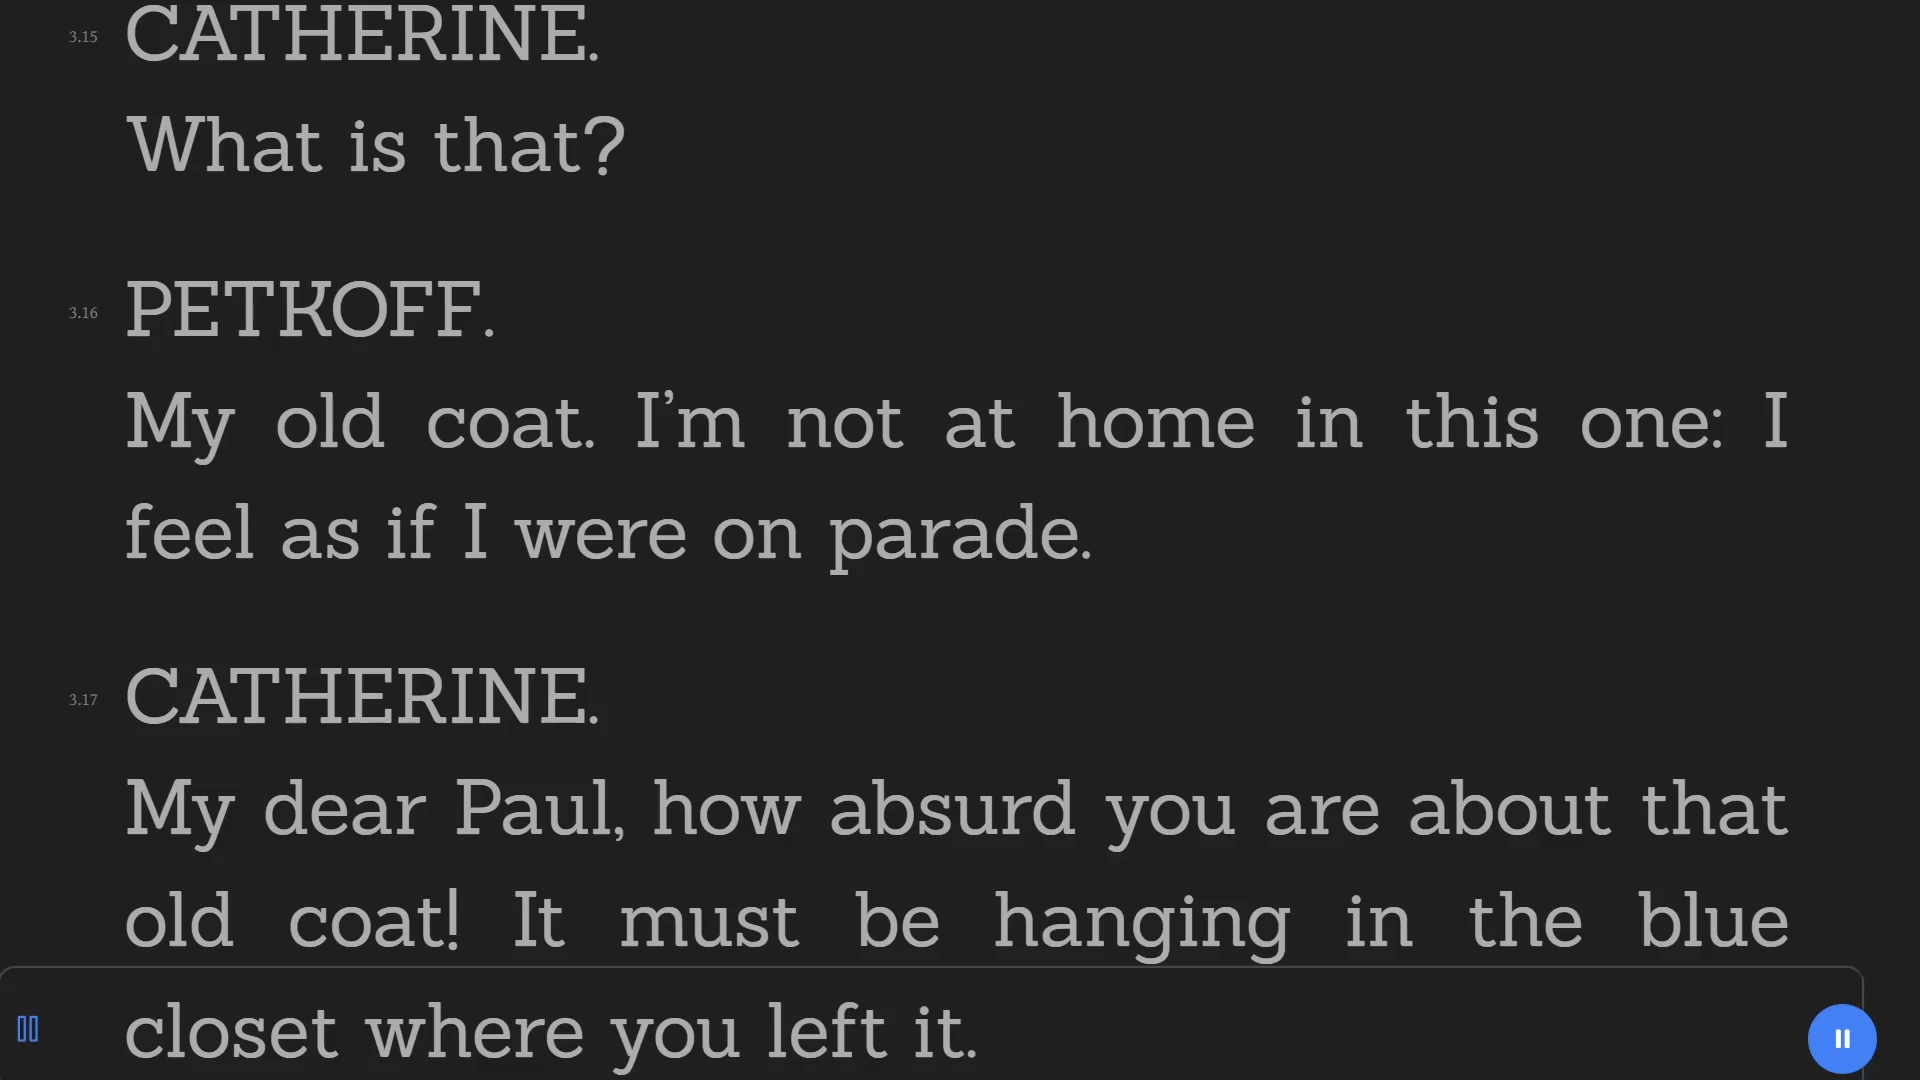 3.15 CATHERINE.
What is that?
3.16 PETKOFF.
My old coat. I’m not at home in this one: I
feel as if I were on parade.
3.17 CATHERINE.
My dear Paul, how absurd you are about that
old coat! It must be hanging in the blue
closet where you left it.